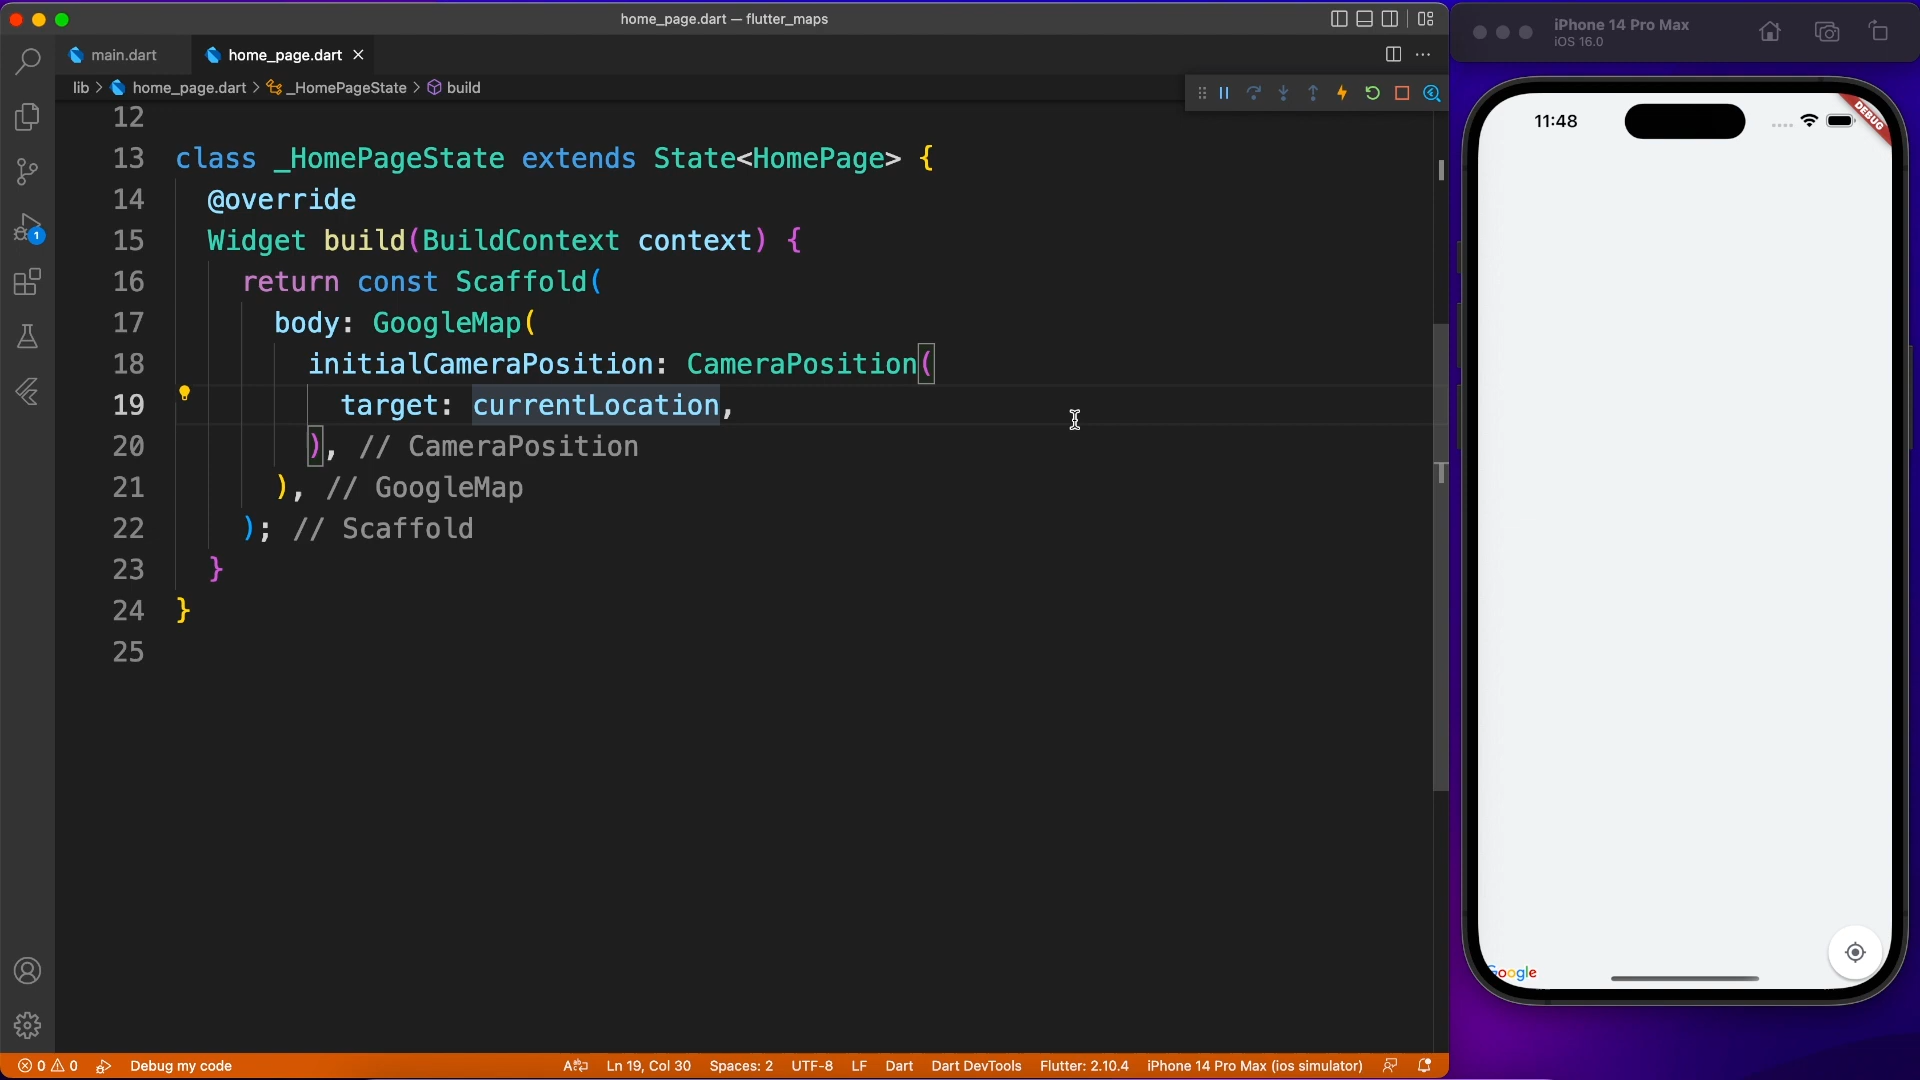 home_page.dart — flutter_maps
main.dart
home_page.dart
lib > home_page.dart > _HomePageState > build
12
13 class _HomePageState extends State<HomePage> {
14 @override
15 Widget build(BuildContext context) {
16 return const Scaffold(
17 body: GoogleMap(
18 initialCameraPosition: CameraPosition(
19 target: currentLocation,
20 ), // CameraPosition
21 ), // GoogleMap
22 ); // Scaffold
23 }
24 }
25
1
0 0 Debug my code Ln 19, Col 30 Spaces: 2 UTF-8 LF Dart Dart DevTools Flutter: 2.10.4 iPhone 14 Pro Max (ios simulator)
iPhone 14 Pro Max
iOS 16.0
11:48
DEBUG
Google